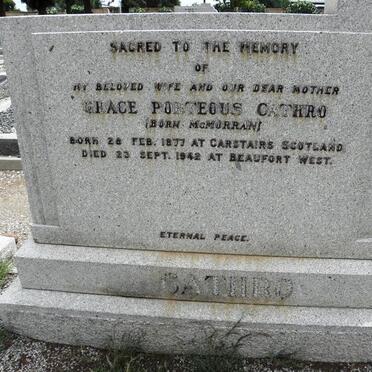 SACRED TO THE MEMORY
OF
MY BELOVED WIFE AND OUR DEAR MOTHER
GRACE PORTEOUS CATHRO
(BORN McMORRAN)
BORN 28 FEB. 1877 AT CARSTAIRS SCOTLAND
DIED 23 SEPT. 1942 AT BEAUFORT WEST.
ETERNAL PEACE.
CATHRO